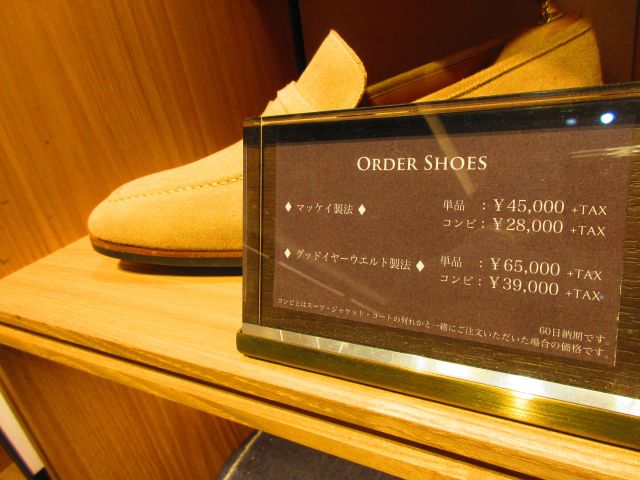 ORDER SHOES
♦ マッケイ製法 ♦ 単品 : ¥45,000 +TAX
コンビ : ¥28,000 +TAX
♦ グッドイヤーウエルト製法 ♦ 単品 : ¥65,000 +TAX
コンビ : ¥39,000 +TAX
60日納期です。
コンビとはスーツ・ジャケット・コートの何れかと一緒にご注文いただいた場合の価格です。